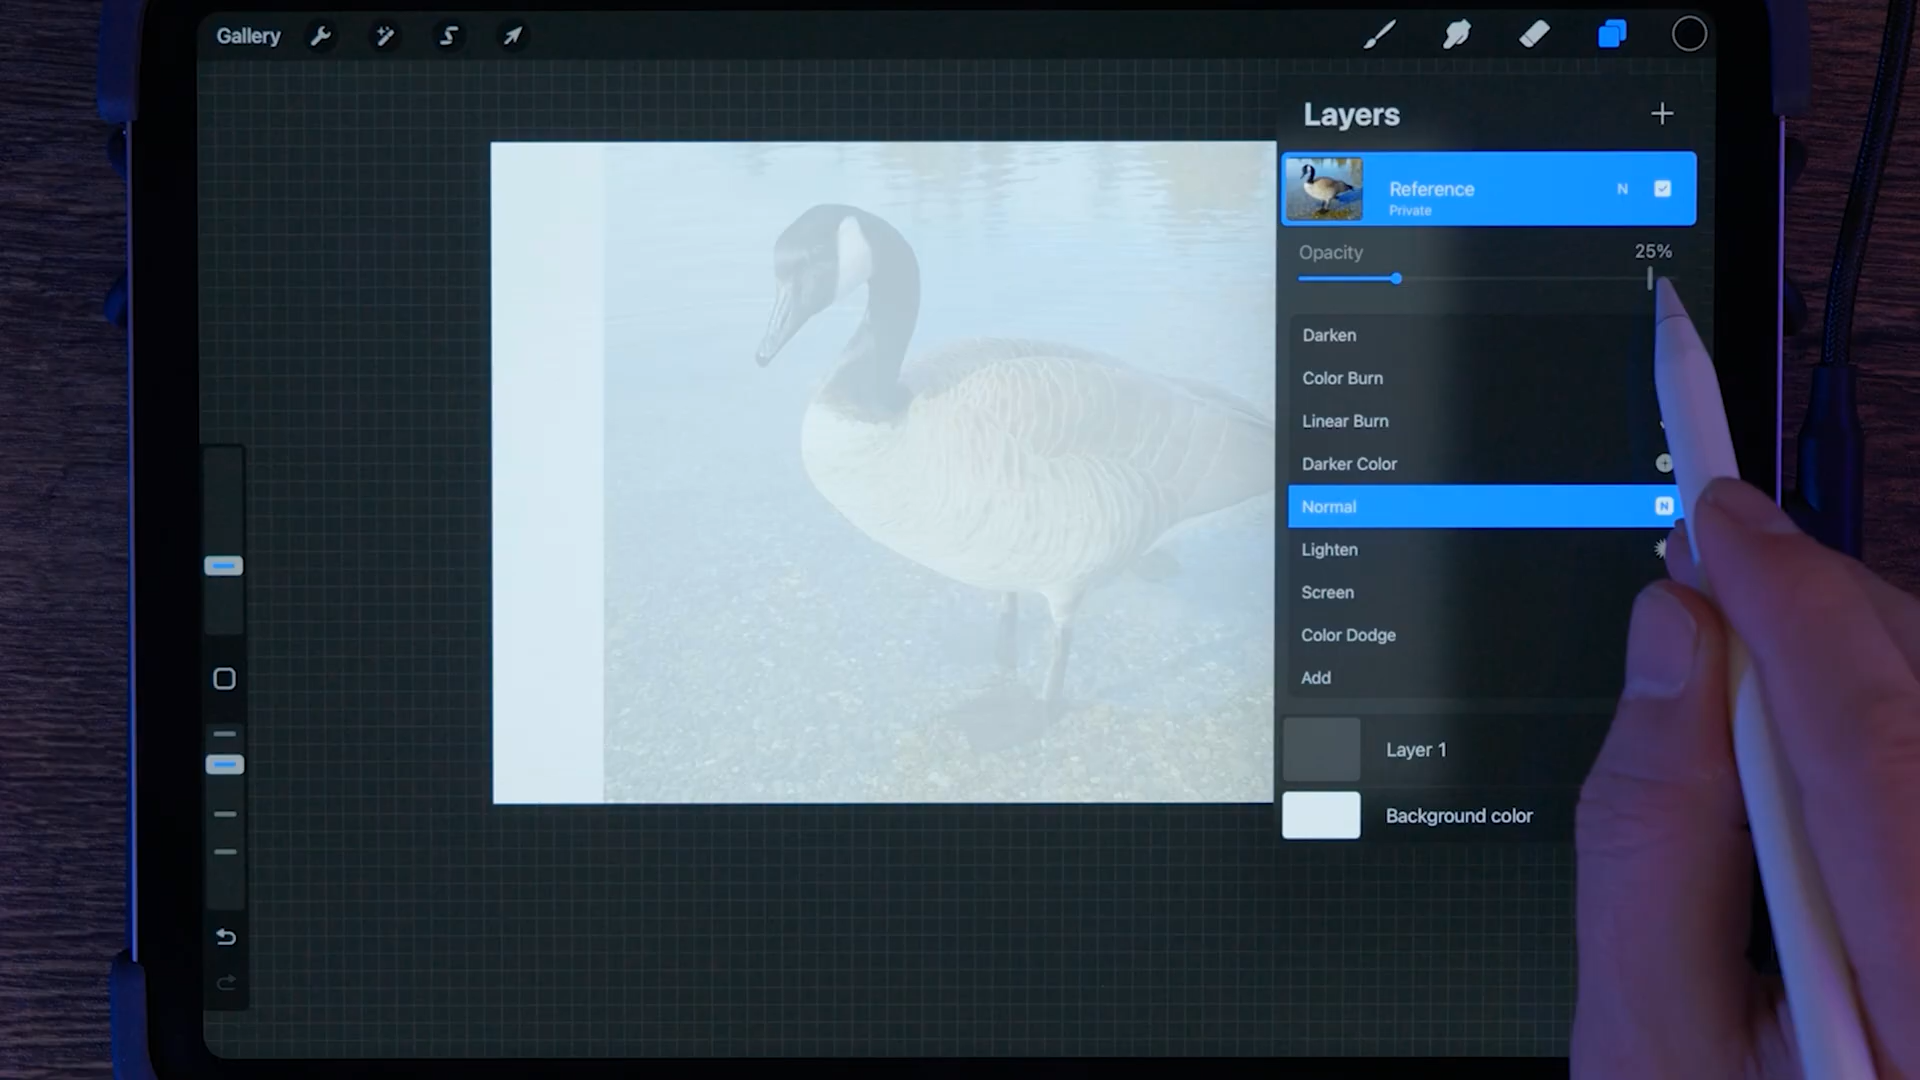 Gallery
Layers
Reference
N
Private
Opacity
25%
Darken
Color Burn
Linear Burn
Darker Color
Normal
N
Lighten
Screen
Color Dodge
Add
Layer 1
Background color